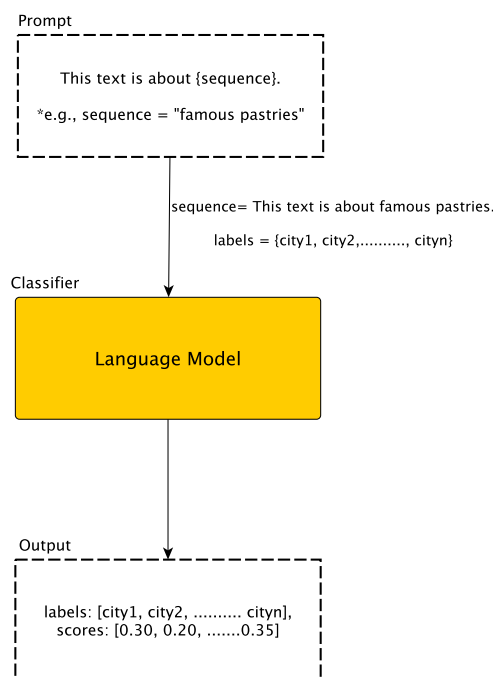 Prompt
This text is about {sequence}.
*e.g., sequence = "famous pastries"
sequence= This text is about famous pastries.
labels = {city1, city2,.........., cityn}
Classifier
Language Model
Output
labels: [city1, city2, .......... cityn],
scores: [0.30, 0.20, .......0.35]